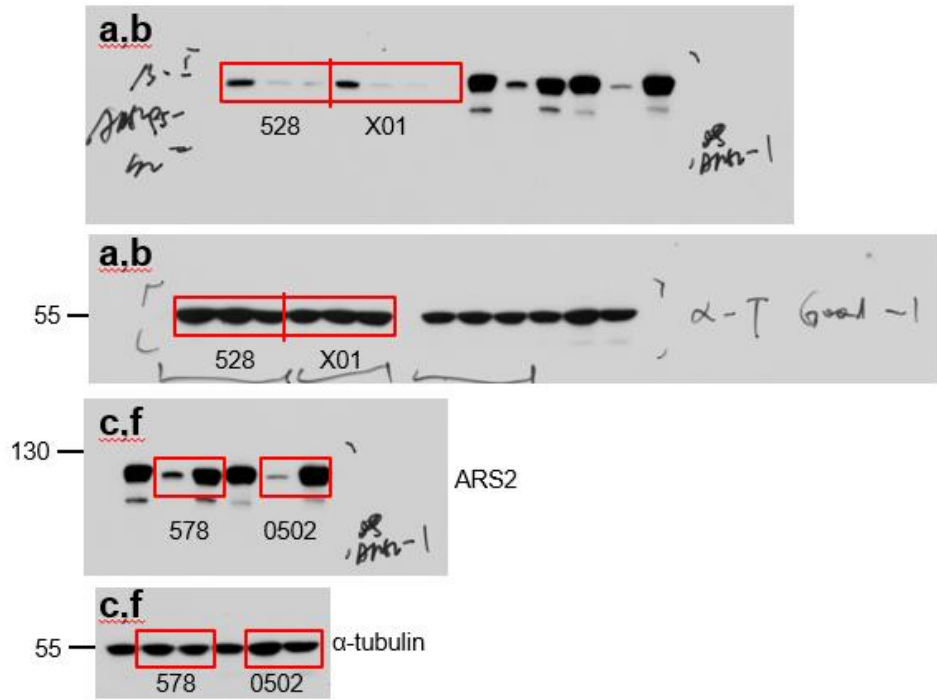 a,b
528 X01
a,b
55
α-T Good -1
528 X01
c,f
130
ARS2
578 0502
c,f
55
α-tubulin
578 0502